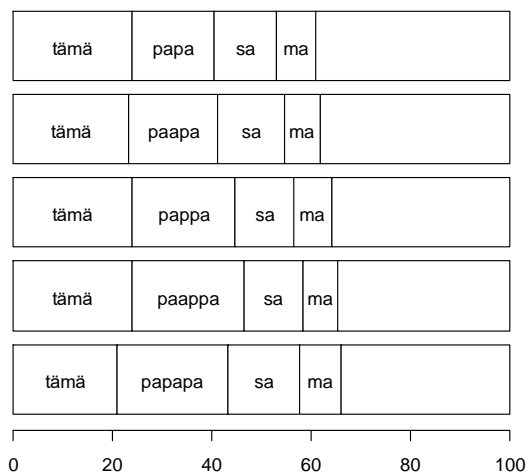 tämä papa sa ma
tämä paapa sa ma
tämä pappa sa ma
tämä paappa sa ma
tämä papapa sa ma
0 20 40 60 80 100